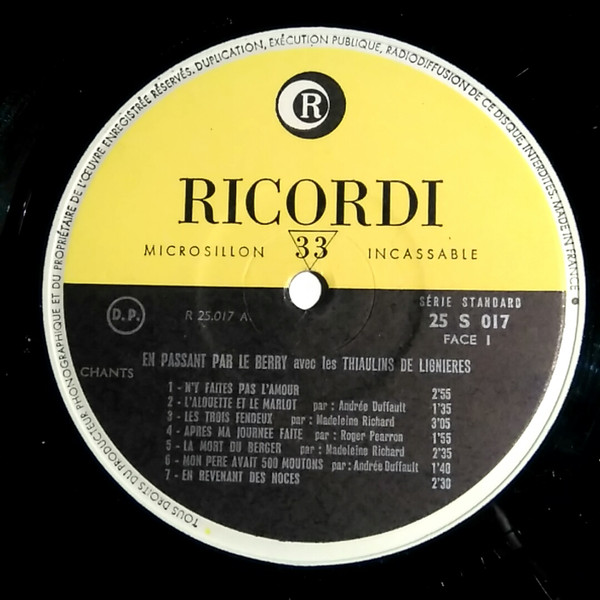 TOUS DROITS DU PRODUCTEUR PHONOGRAPHIQUE ET DU PROPRIÉTAIRE DE L'ŒUVRE ENREGISTRÉE RÉSERVÉS. DUPLICATION, EXÉCUTION PUBLIQUE, RADIODIFFUSION DE CE DISQUE INTERDITES. MADE IN FRANCE
R
RICORDI
MICROSILLON 33 INCASSABLE
SÉRIE STANDARD
D.P. R 25.017 A. 25 S 017
FACE 1
EN PASSANT PAR LE BERRY avec les THIAULINS DE LIGNIERES
CHANTS
1 - N'Y FAITES PAS L'AMOUR 2'55
2 - L'ALOUETTE ET LE MARLOT par : Andrée Duffault 1'35
3 - LES TROIS FENDEUX par : Madeleine Richard 3'05
4 - APRES MA JOURNEE FAITE par : Roger Pearron 1'55
5 - LA MORT DU BERGER par : Madeleine Richard 2'35
6 - MON PERE AVAIT 500 MOUTONS par : Andrée Duffault 1'40
7 - EN REVENANT DES NOCES 2'30